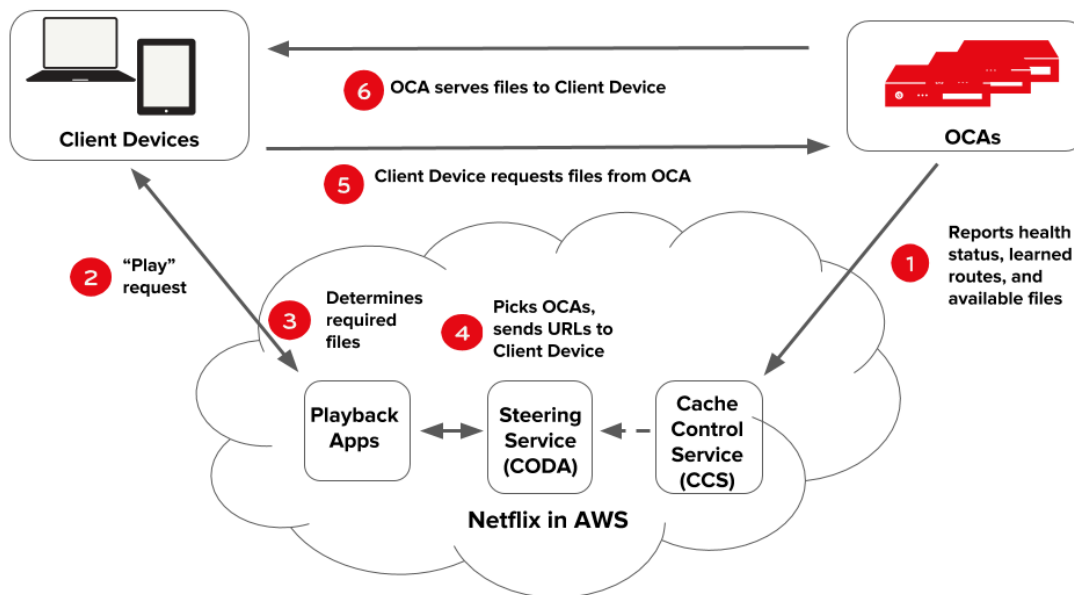 6
OCA serves files to Client Device
Client Devices
OCAs
5
Client Device requests files from OCA
1
Reports health
status, learned
routes, and
available files
2
“Play”
request
3
Determines
required
files
4
Picks OCAs,
sends URLs to
Client Device
Playback
Apps
Steering
Service
(CODA)
Cache
Control
Service
(CCS)
Netflix in AWS